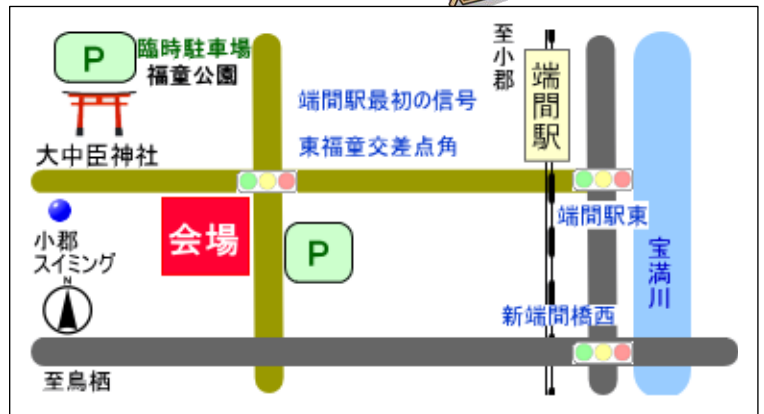 P
臨時駐車場
福童公園
大中臣神社
至小郡
端間駅
端間駅最初の信号
東福童交差点角
小郡
スイミング
会場
P
端間駅東
宝満川
N
新端間橋西
至鳥栖